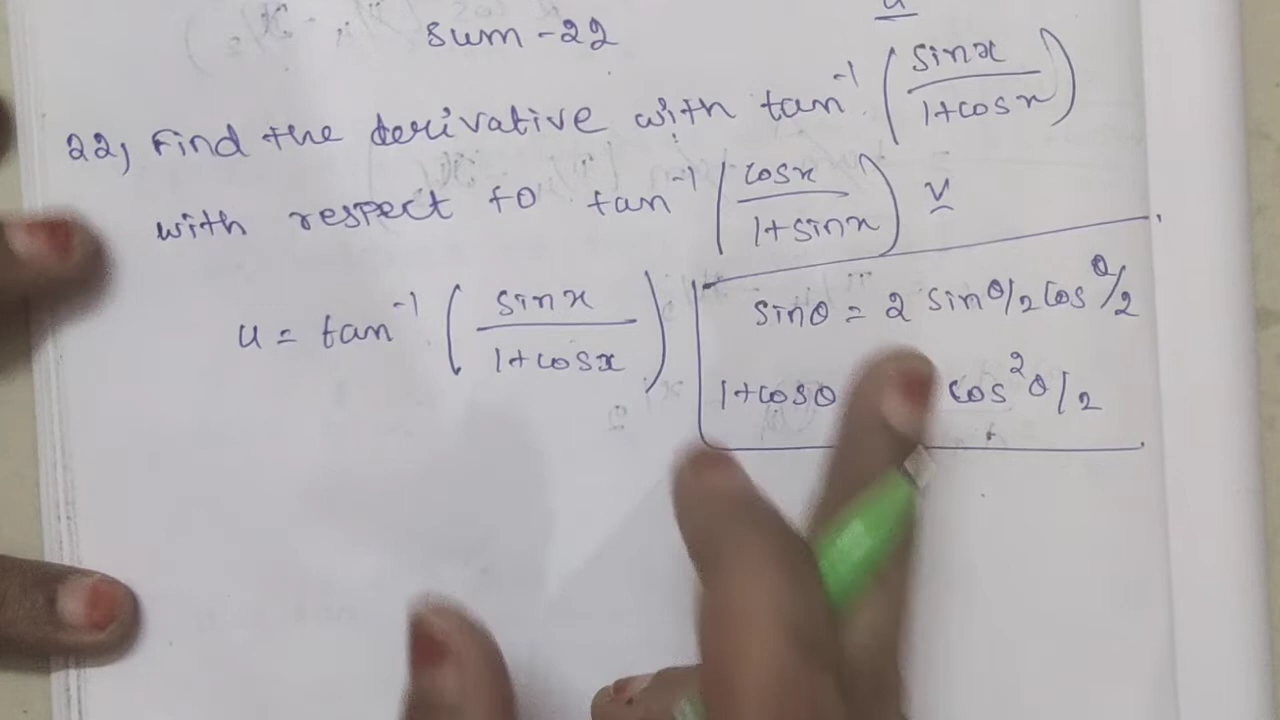 u
sum-22
22, Find the derivative with tan⁻¹ (sinx/1+cosx)
with respect to tan⁻¹ (cosx/1+sinx) v
u = tan⁻¹ (sinx/1+cosx)
sinθ = 2 sinθ/2 cosθ/2
1+cosθ cos²θ/2